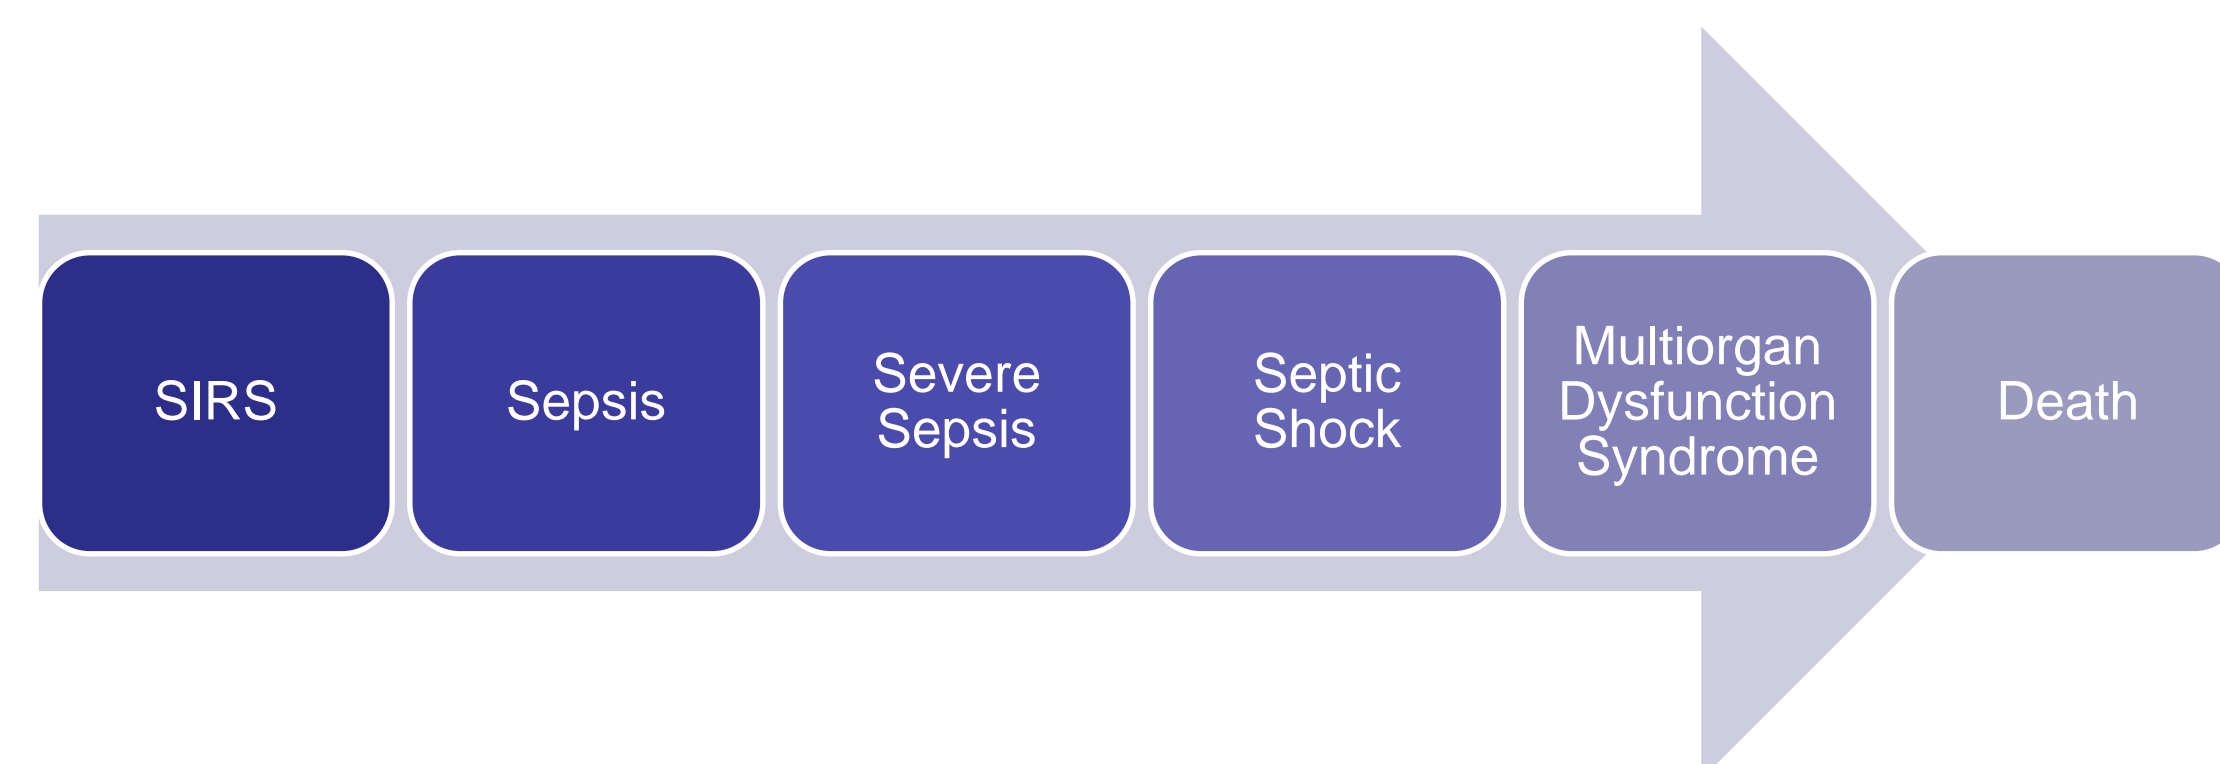 SIRS
Sepsis
Severe
Sepsis
Septic
Shock
Multiorgan
Dysfunction
Syndrome
Death